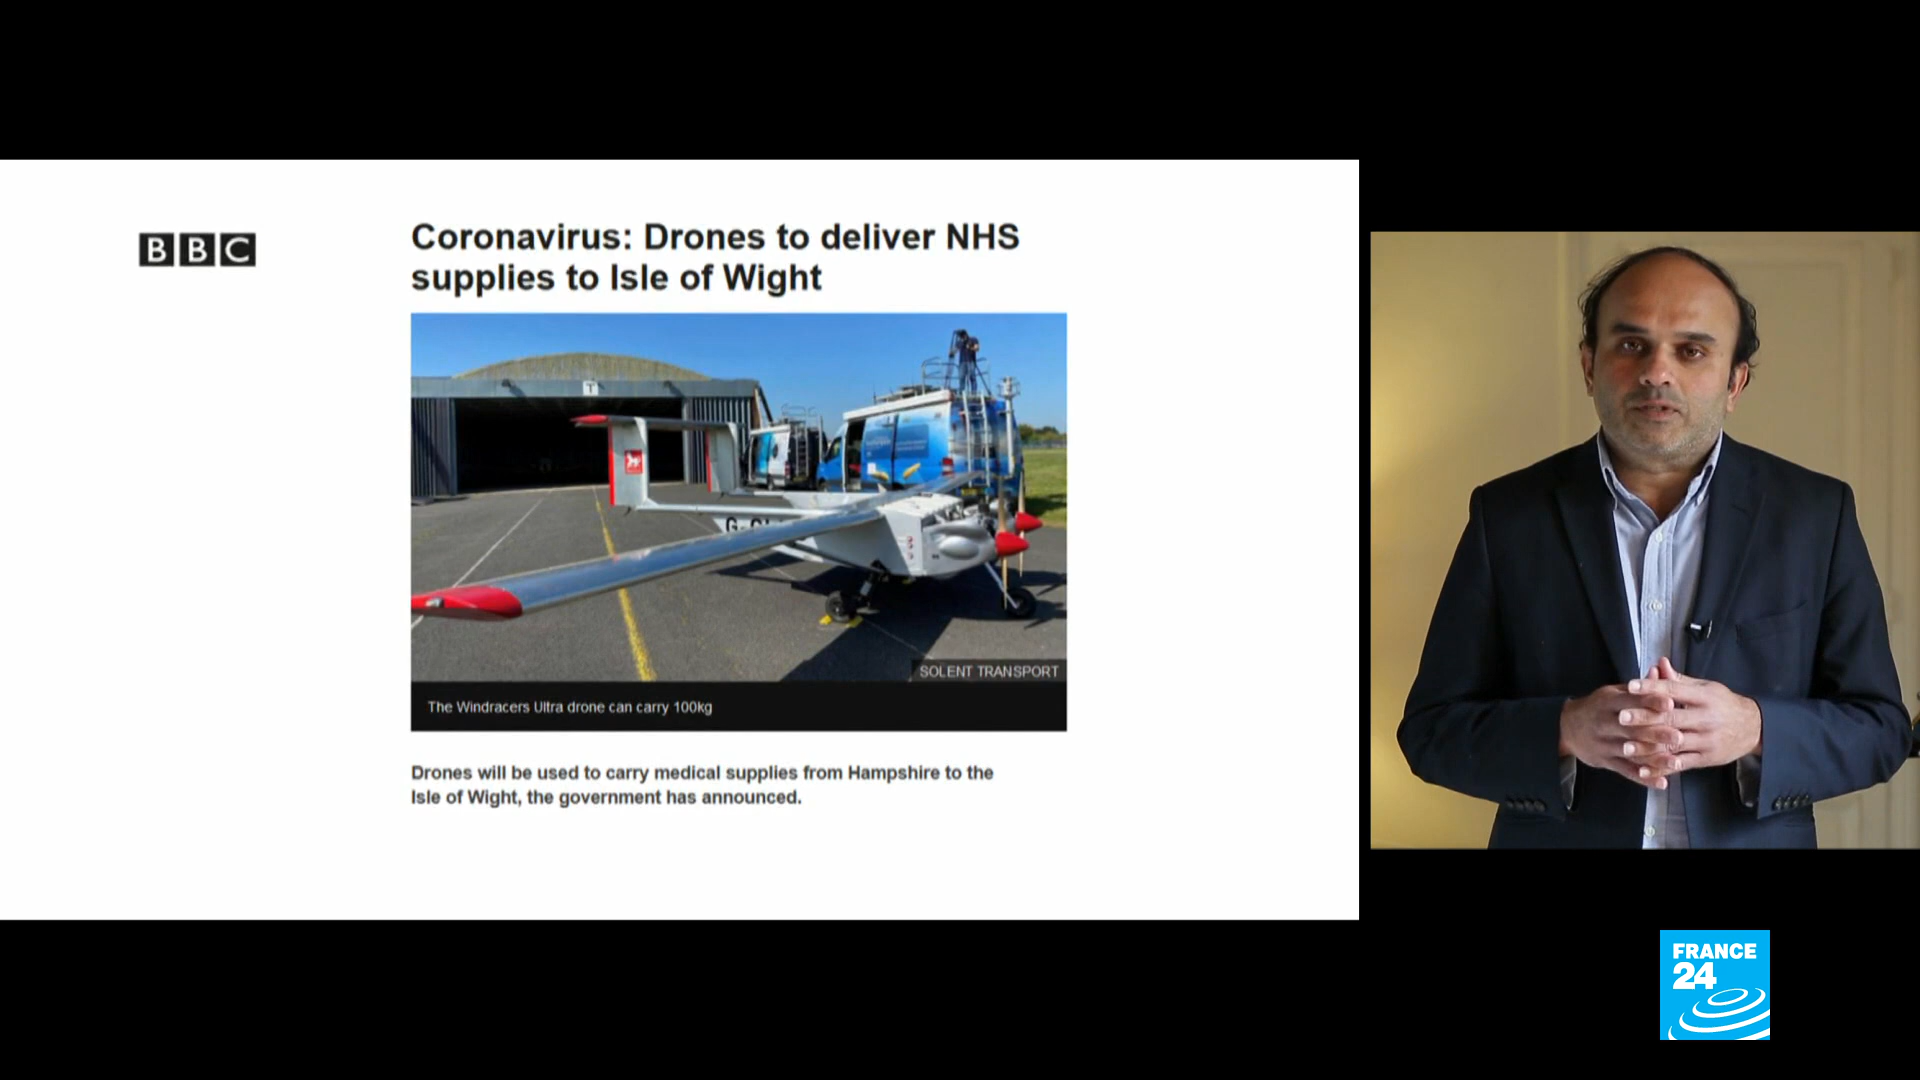 BBC
Coronavirus: Drones to deliver NHS
supplies to Isle of Wight
T
SOLENT TRANSPORT
The Windracers Ultra drone can carry 100kg
Drones will be used to carry medical supplies from Hampshire to the
Isle of Wight, the government has announced.
FRANCE
24